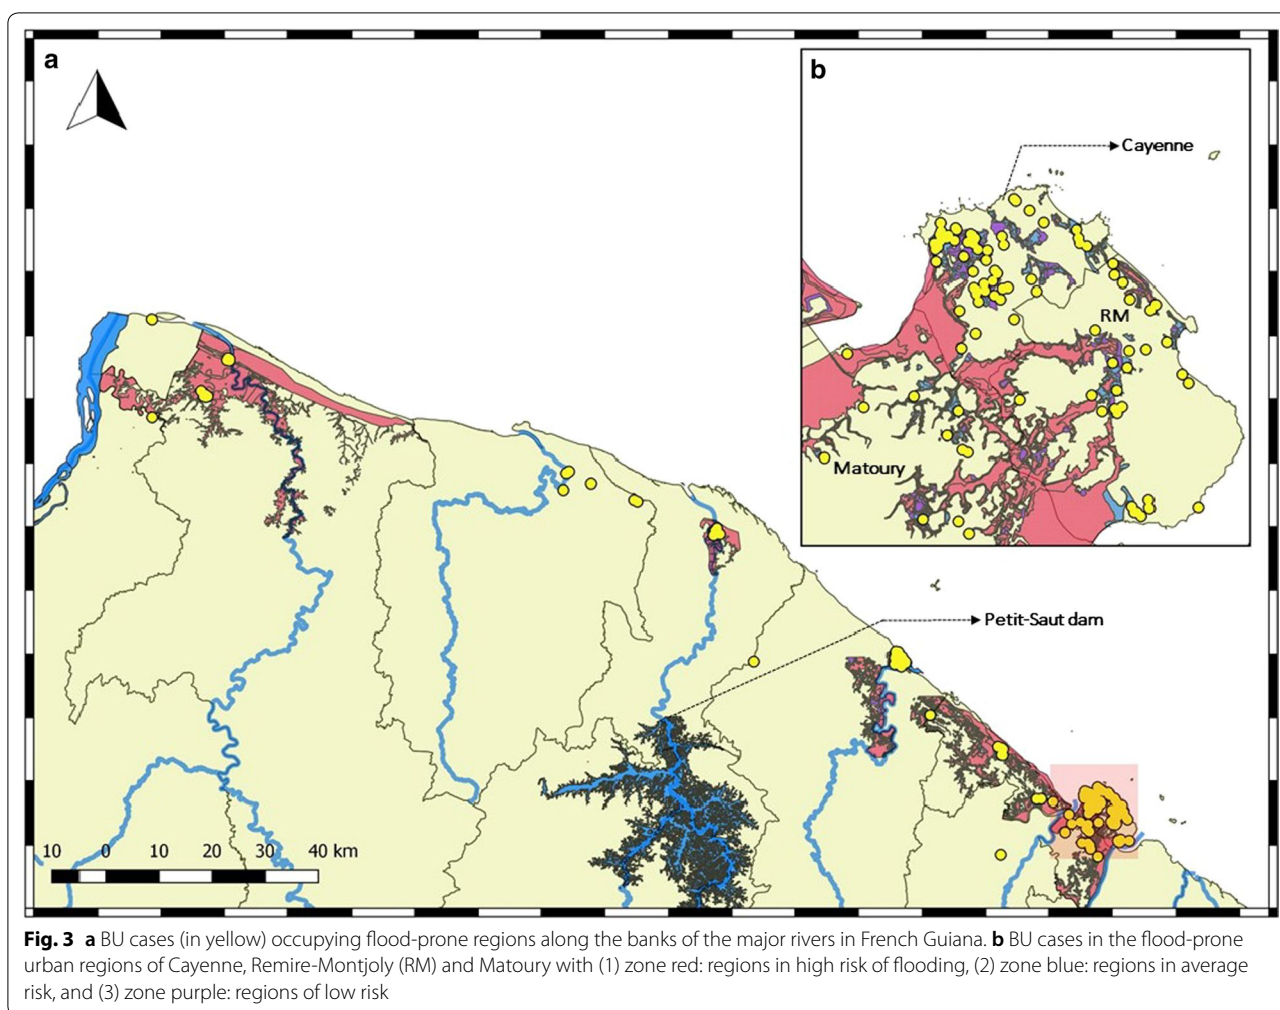 a
b
Cayenne
RM
Matoury
Petit-Saut dam
10 0 10 20 30 40 km
Fig. 3 a BU cases (in yellow) occupying flood-prone regions along the banks of the major rivers in French Guiana. b BU cases in the flood-prone
urban regions of Cayenne, Remire-Montjoly (RM) and Matoury with (1) zone red: regions in high risk of flooding, (2) zone blue: regions in average
risk, and (3) zone purple: regions of low risk